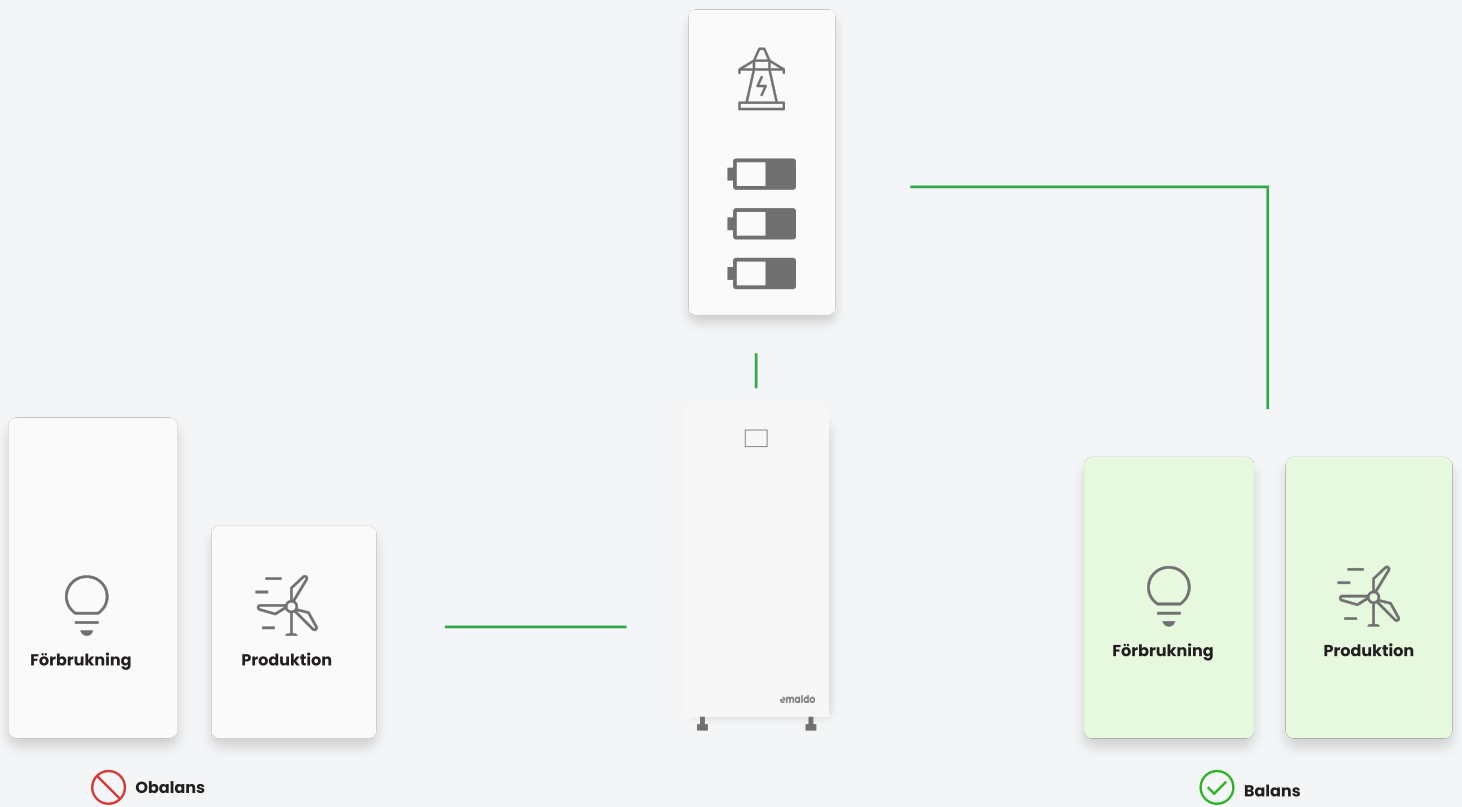 Förbrukning
Produktion
Obalans
emaldo
Förbrukning
Produktion
Balans